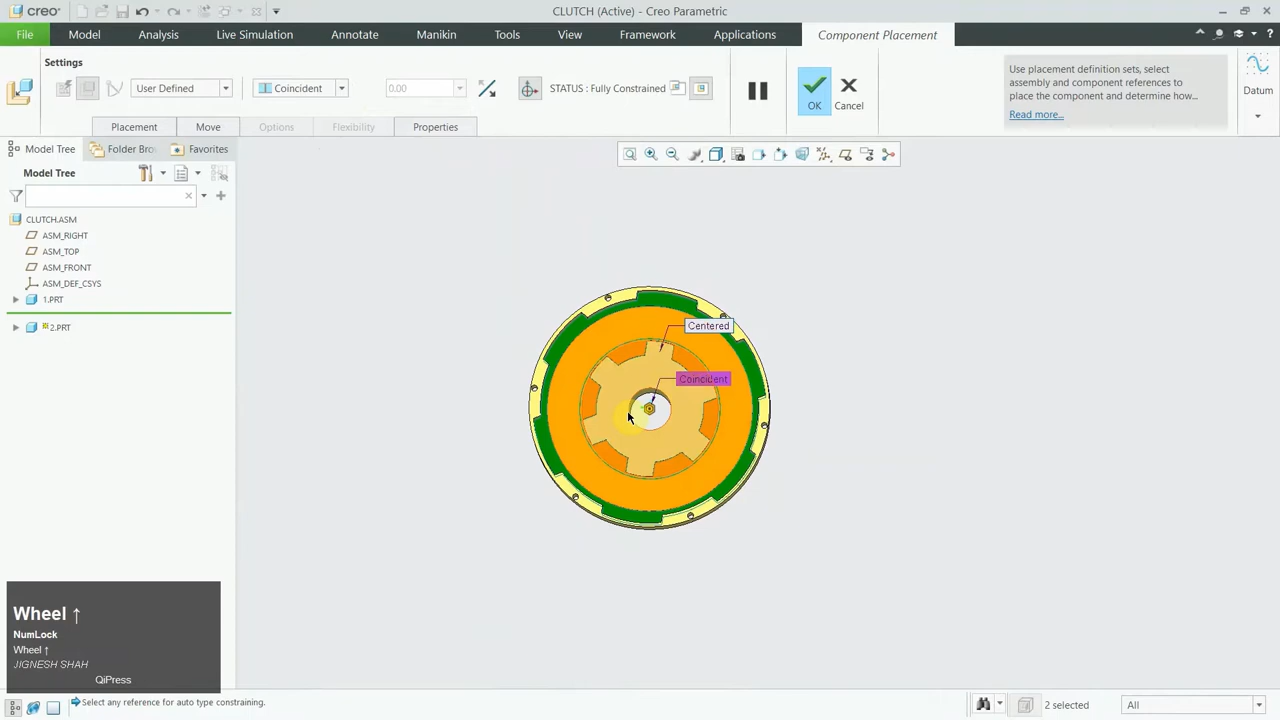 creo
CLUTCH (Active) - Creo Parametric
File
Model
Analysis
Live Simulation
Annotate
Manikin
Tools
View
Framework
Applications
Component Placement
Settings
User Defined
Coincident
0.00
STATUS : Fully Constrained
OK
Cancel
Use placement definition sets, select
assembly and component references to
place the component and determine how...
Read more...
Datum
Placement
Move
Options
Flexibility
Properties
Model Tree
Folder Bro
Favorites
Model Tree
CLUTCH.ASM
ASM_RIGHT
ASM_TOP
ASM_FRONT
ASM_DEF_CSYS
1.PRT
2.PRT
Centered
Coincident
Wheel ↑
NumLock
Wheel ↑
JIGNESH SHAH
QiPress
Select any reference for auto type constraining.
2 selected
All